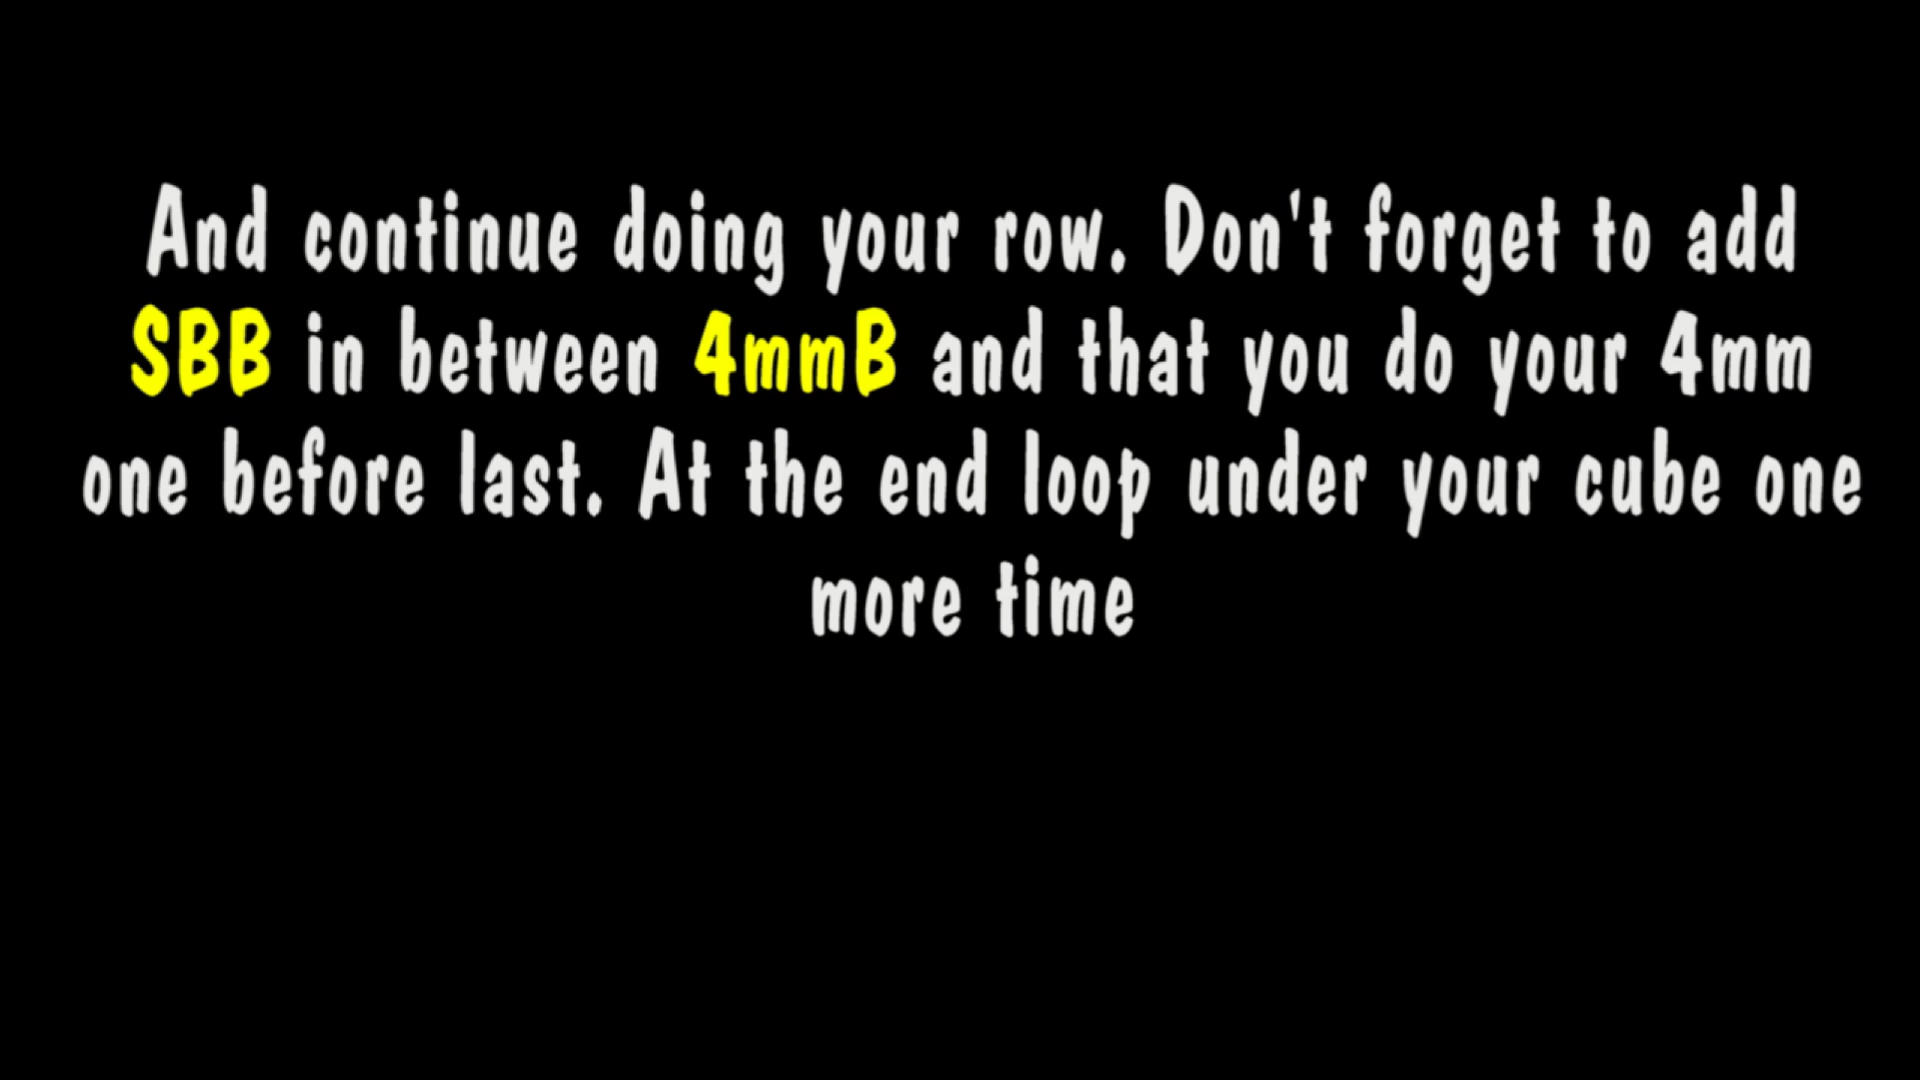 And continue doing your row. Don't forget to add
SBB in between 4mmB and that you do your 4mm
one before last. At the end loop under your cube one
more time